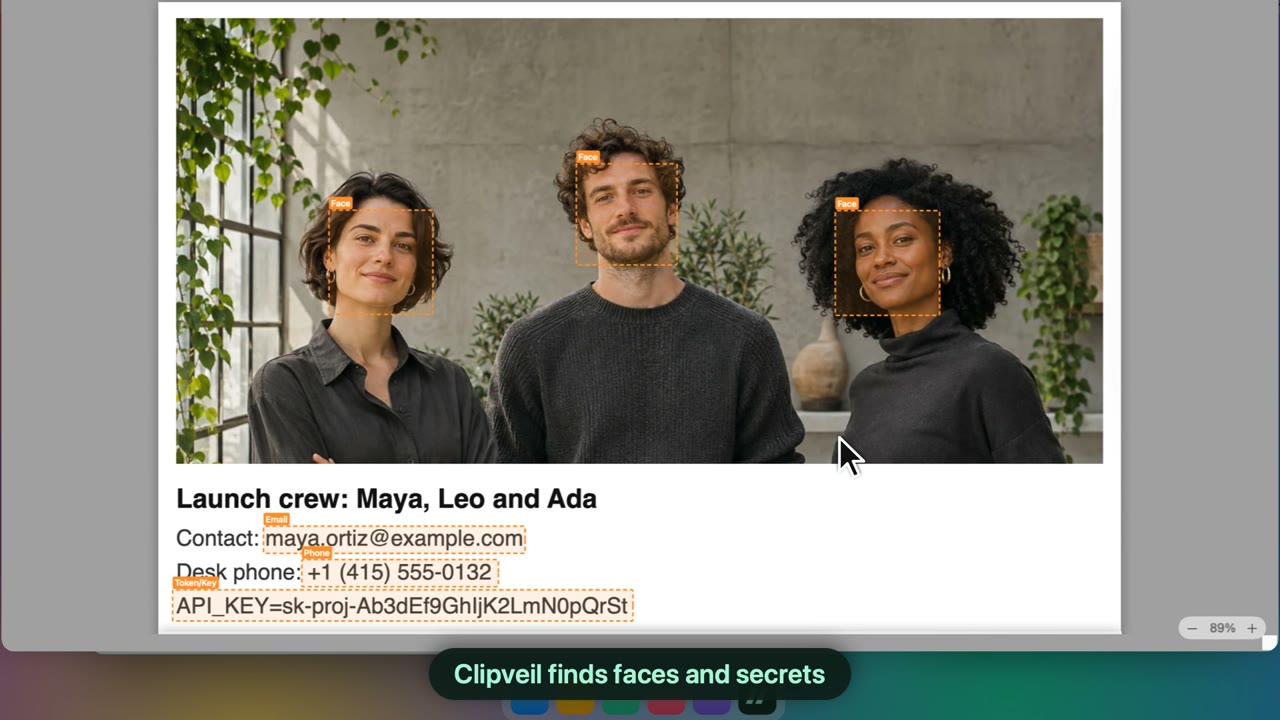 Face
Face
Face
Launch crew: Maya, Leo and Ada
Email
Contact: maya.ortiz@example.com
Phone
Desk phone: +1 (415) 555-0132
Token/Key
API_KEY=sk-proj-Ab3dEf9GhIjK2LmN0pQrSt
− 89% +
Clipveil finds faces and secrets